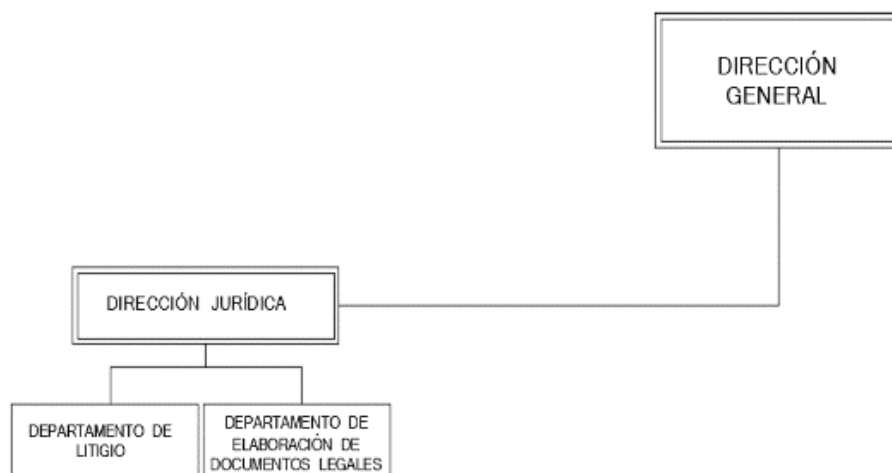 DIRECCIÓN
GENERAL
DIRECCIÓN JURÍDICA
DEPARTAMENTO DE
LITIGIO
DEPARTAMENTO DE
ELABORACIÓN DE
DOCUMENTOS LEGALES